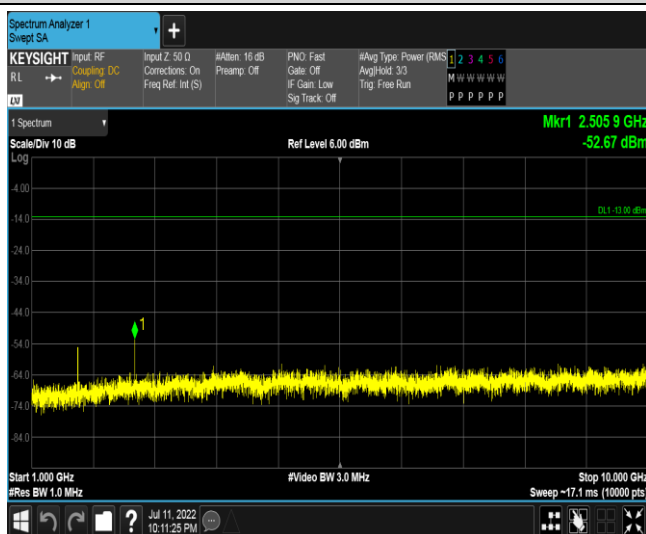 Spectrum Analyzer 1
Swept SA
+
KEYSIGHT
RL
LXI
Input: RF
Coupling: DC
Align: Off
Input Z: 50 Ω
Corrections: On
Freq Ref: Int (S)
#Atten: 16 dB
Preamp: Off
PNO: Fast
Gate: Off
IF Gain: Low
Sig Track: Off
#Avg Type: Power (RMS
Avg|Hold: 3/3
Trig: Free Run
1 2 3 4 5 6
M W W W W W
P P P P P P
1 Spectrum
Mkr1 2.505 9 GHz
Scale/Div 10 dB
Ref Level 6.00 dBm
-52.67 dBm
Log
-4.00
DL1 -13.00 dBm
-14.0
-24.0
-34.0
-44.0
1
-54.0
-64.0
-74.0
-84.0
Start 1.000 GHz
#Video BW 3.0 MHz
Stop 10.000 GHz
#Res BW 1.0 MHz
Sweep ~17.1 ms (10000 pts)
?
Jul 11, 2022
10:11:25 PM